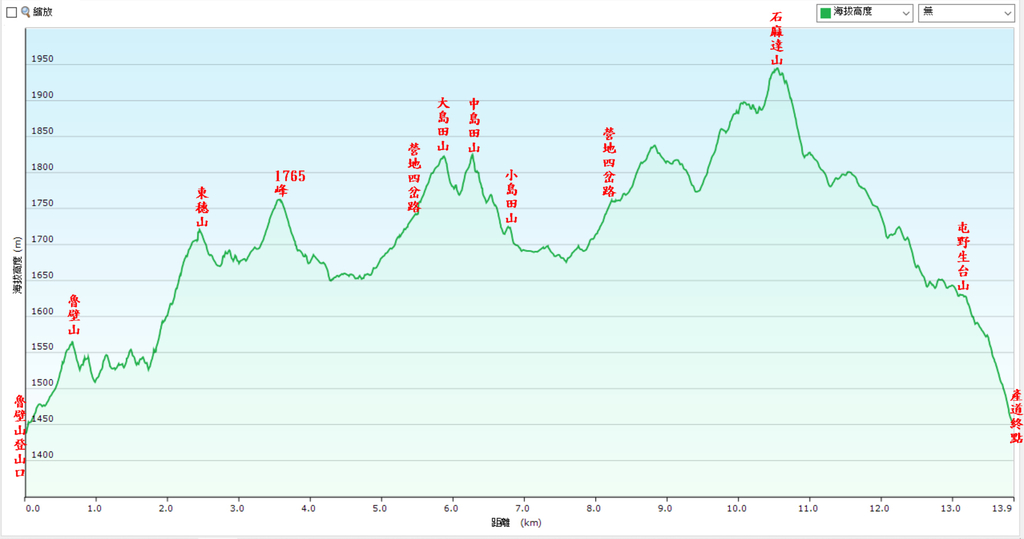 縮放
海拔高度
無
石麻達山
大島田山
中島田山
營地四岔路
營地四岔路
1765
峰
小島田山
東穗山
屯野生台山
魯壁山
魯壁山登山口
產道終點
海拔高度 (m)
1950
1900
1850
1800
1750
1700
1650
1600
1550
1500
1450
1400
0.0 1.0 2.0 3.0 4.0 5.0 6.0 7.0 8.0 9.0 10.0 11.0 12.0 13.0 13.9
距離 (km)